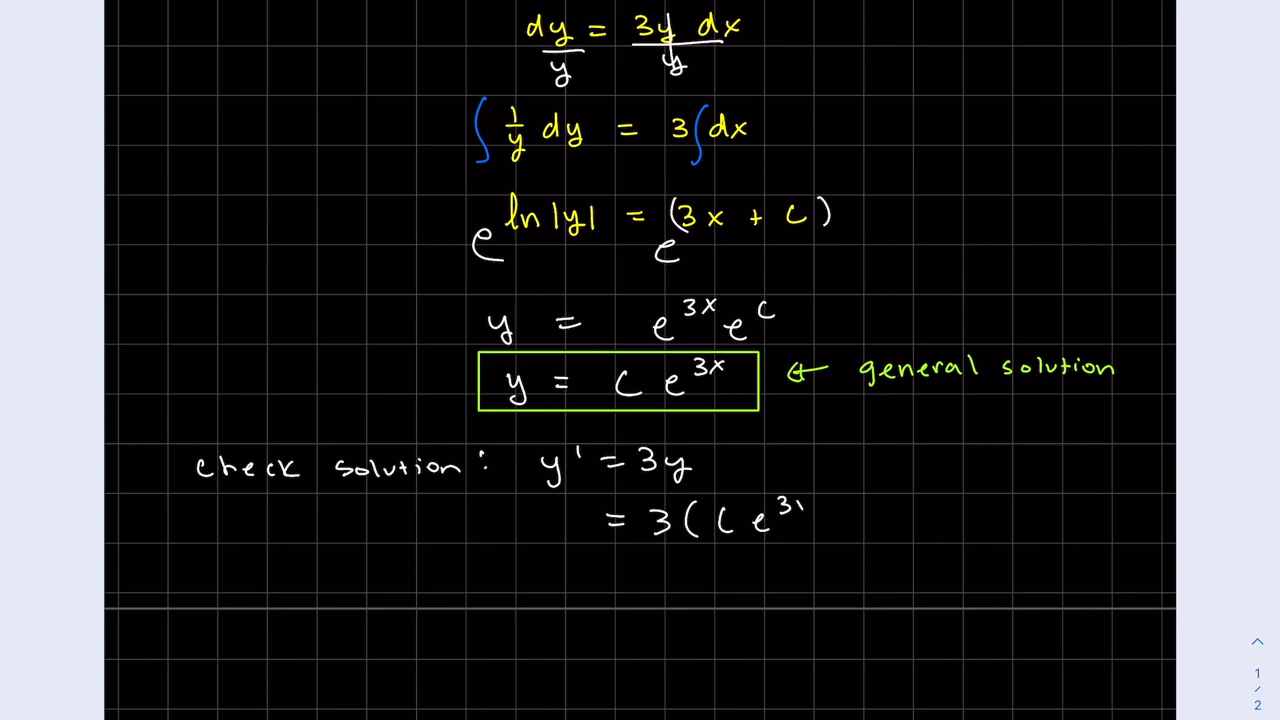 dy/y = 3y dx/y
∫ 1/y dy = 3∫dx
e^ln|y| = e^(3x + c)
y = e^3x e^c
y = C e^3x ← general solution
check solution: y' = 3y
= 3(C e^3
1
/
2